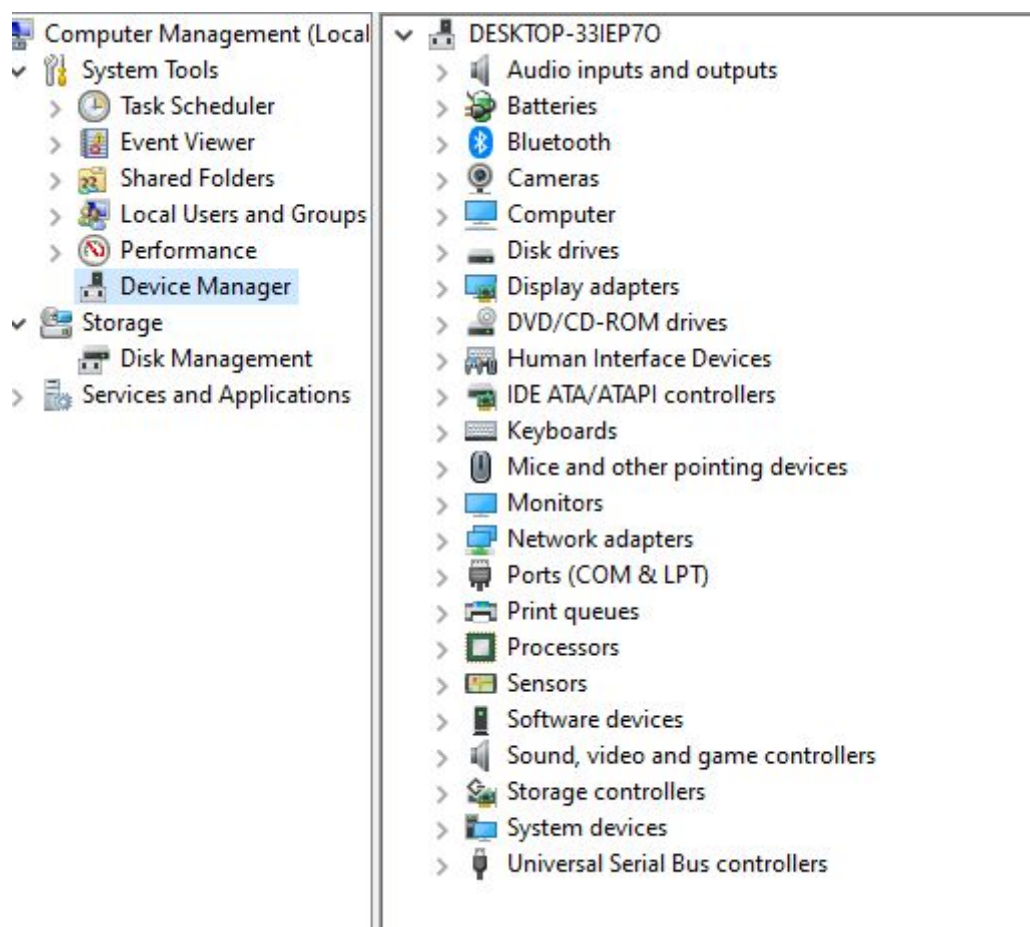 Computer Management (Local
System Tools
Task Scheduler
Event Viewer
Shared Folders
Local Users and Groups
Performance
Device Manager
Storage
Disk Management
Services and Applications
DESKTOP-33IEP7O
Audio inputs and outputs
Batteries
Bluetooth
Cameras
Computer
Disk drives
Display adapters
DVD/CD-ROM drives
Human Interface Devices
IDE ATA/ATAPI controllers
Keyboards
Mice and other pointing devices
Monitors
Network adapters
Ports (COM & LPT)
Print queues
Processors
Sensors
Software devices
Sound, video and game controllers
Storage controllers
System devices
Universal Serial Bus controllers